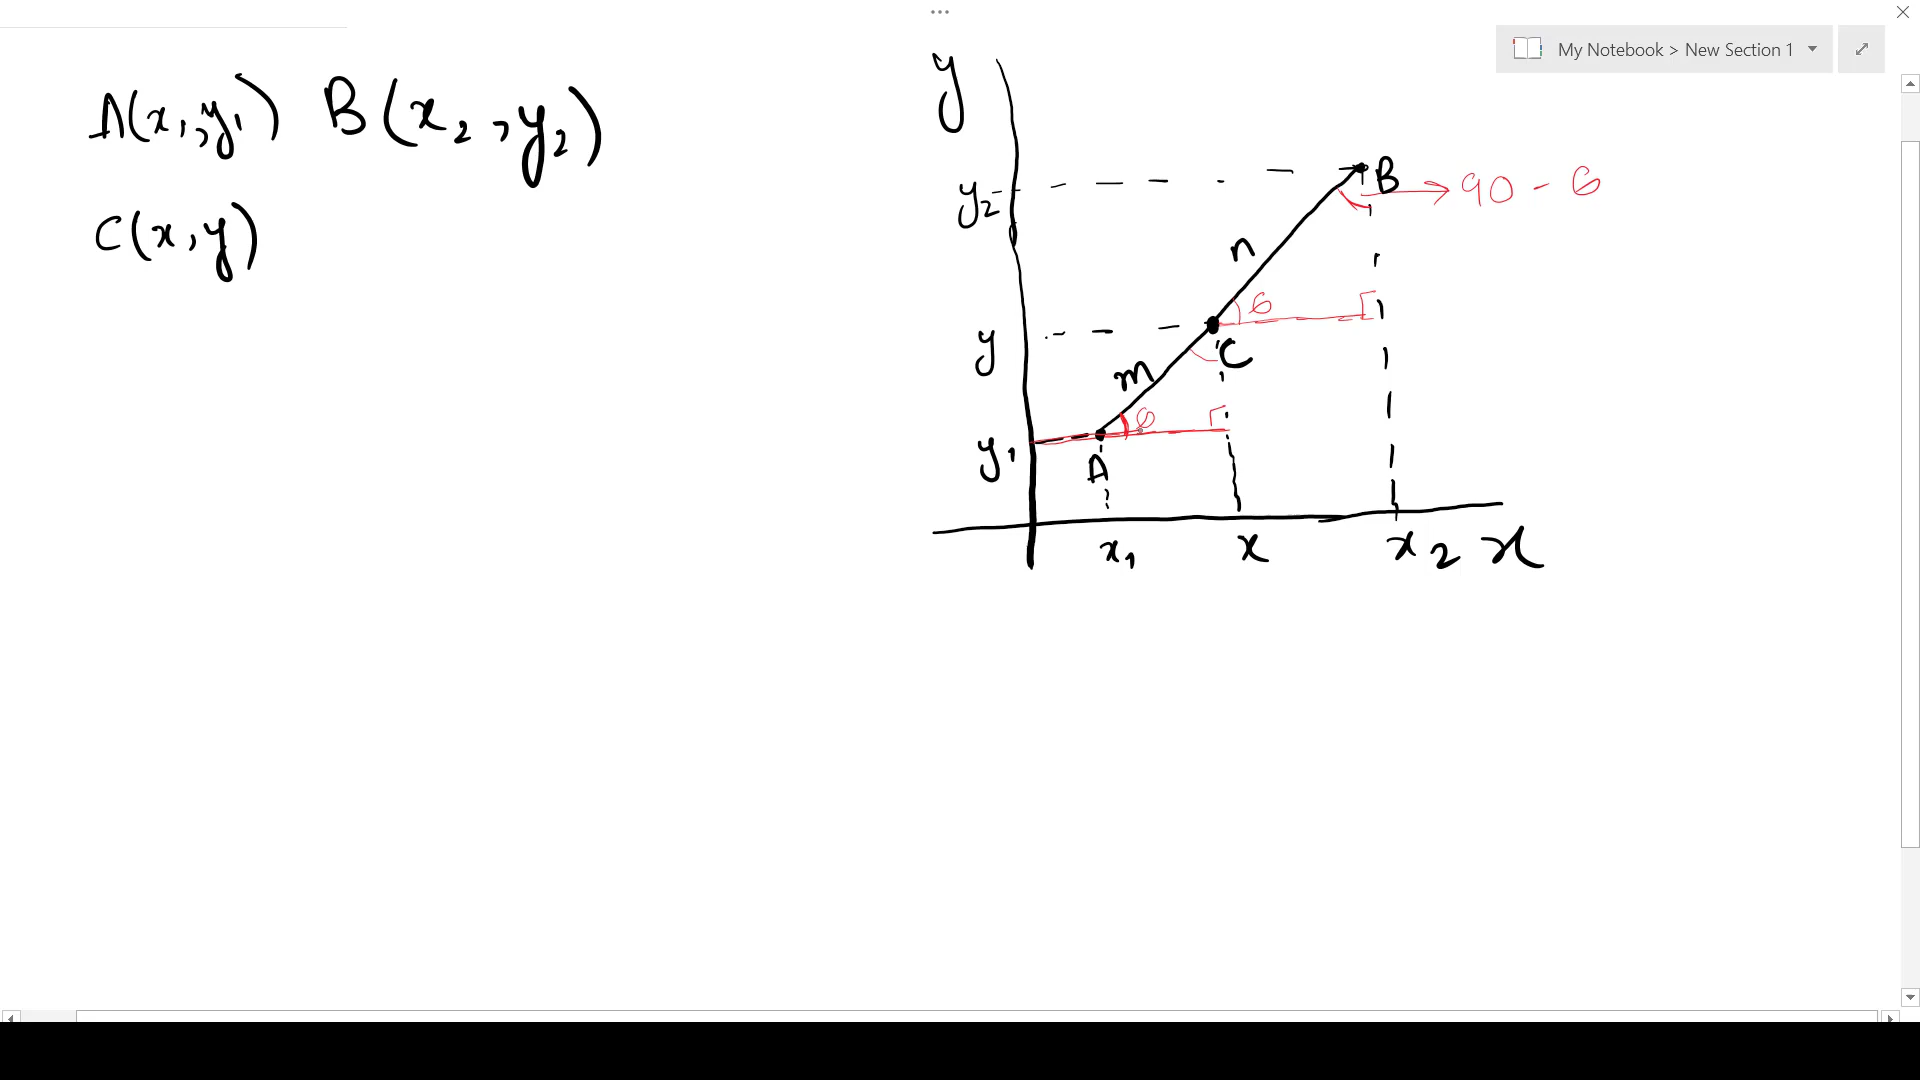 My Notebook > New Section 1
A(x₁,y₁) B(x₂,y₂)
C(x,y)
y
y₂
B → 90 - θ
n
θ
y
C
m
θ
y₁
A
x₁ x x₂ x